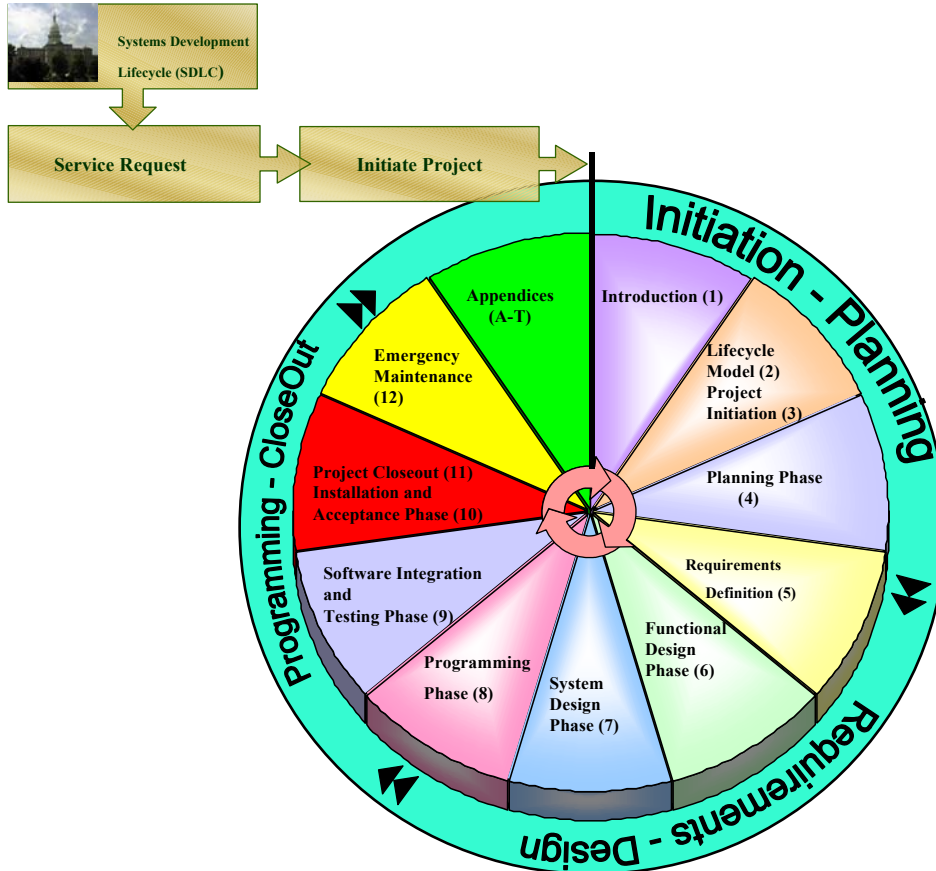 Systems Development
Lifecycle (SDLC)
Service Request
Initiate Project
Initiation - Planning
Introduction (1)
Lifecycle
Model (2)
Project
Initiation (3)
Planning Phase
(4)
Requirements
Definition (5)
Functional
Design
Phase (6)
System
Design
Phase (7)
Requirements - Design
Programming
Phase (8)
Software Integration
and
Testing Phase (9)
Project Closeout (11)
Installation and
Acceptance Phase (10)
Emergency
Maintenance
(12)
Appendices
(A-T)
Programming - CloseOut